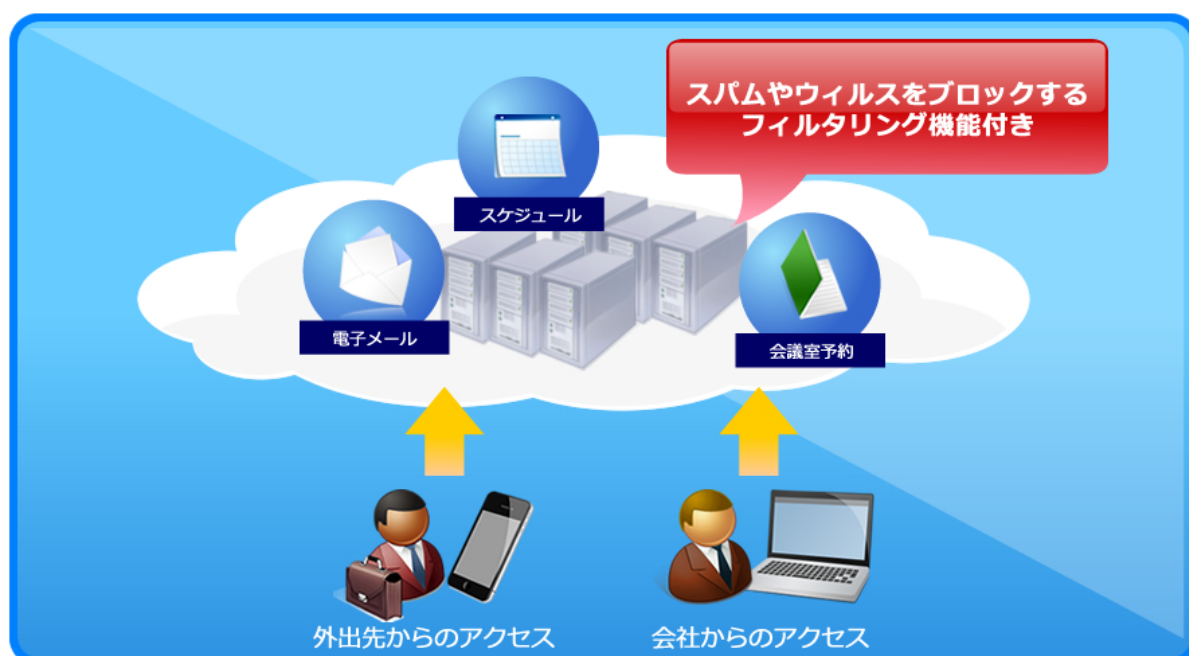 スパムやウィルスをブロックする
フィルタリング機能付き
スケジュール
電子メール
会議室予約
外出先からのアクセス
会社からのアクセス